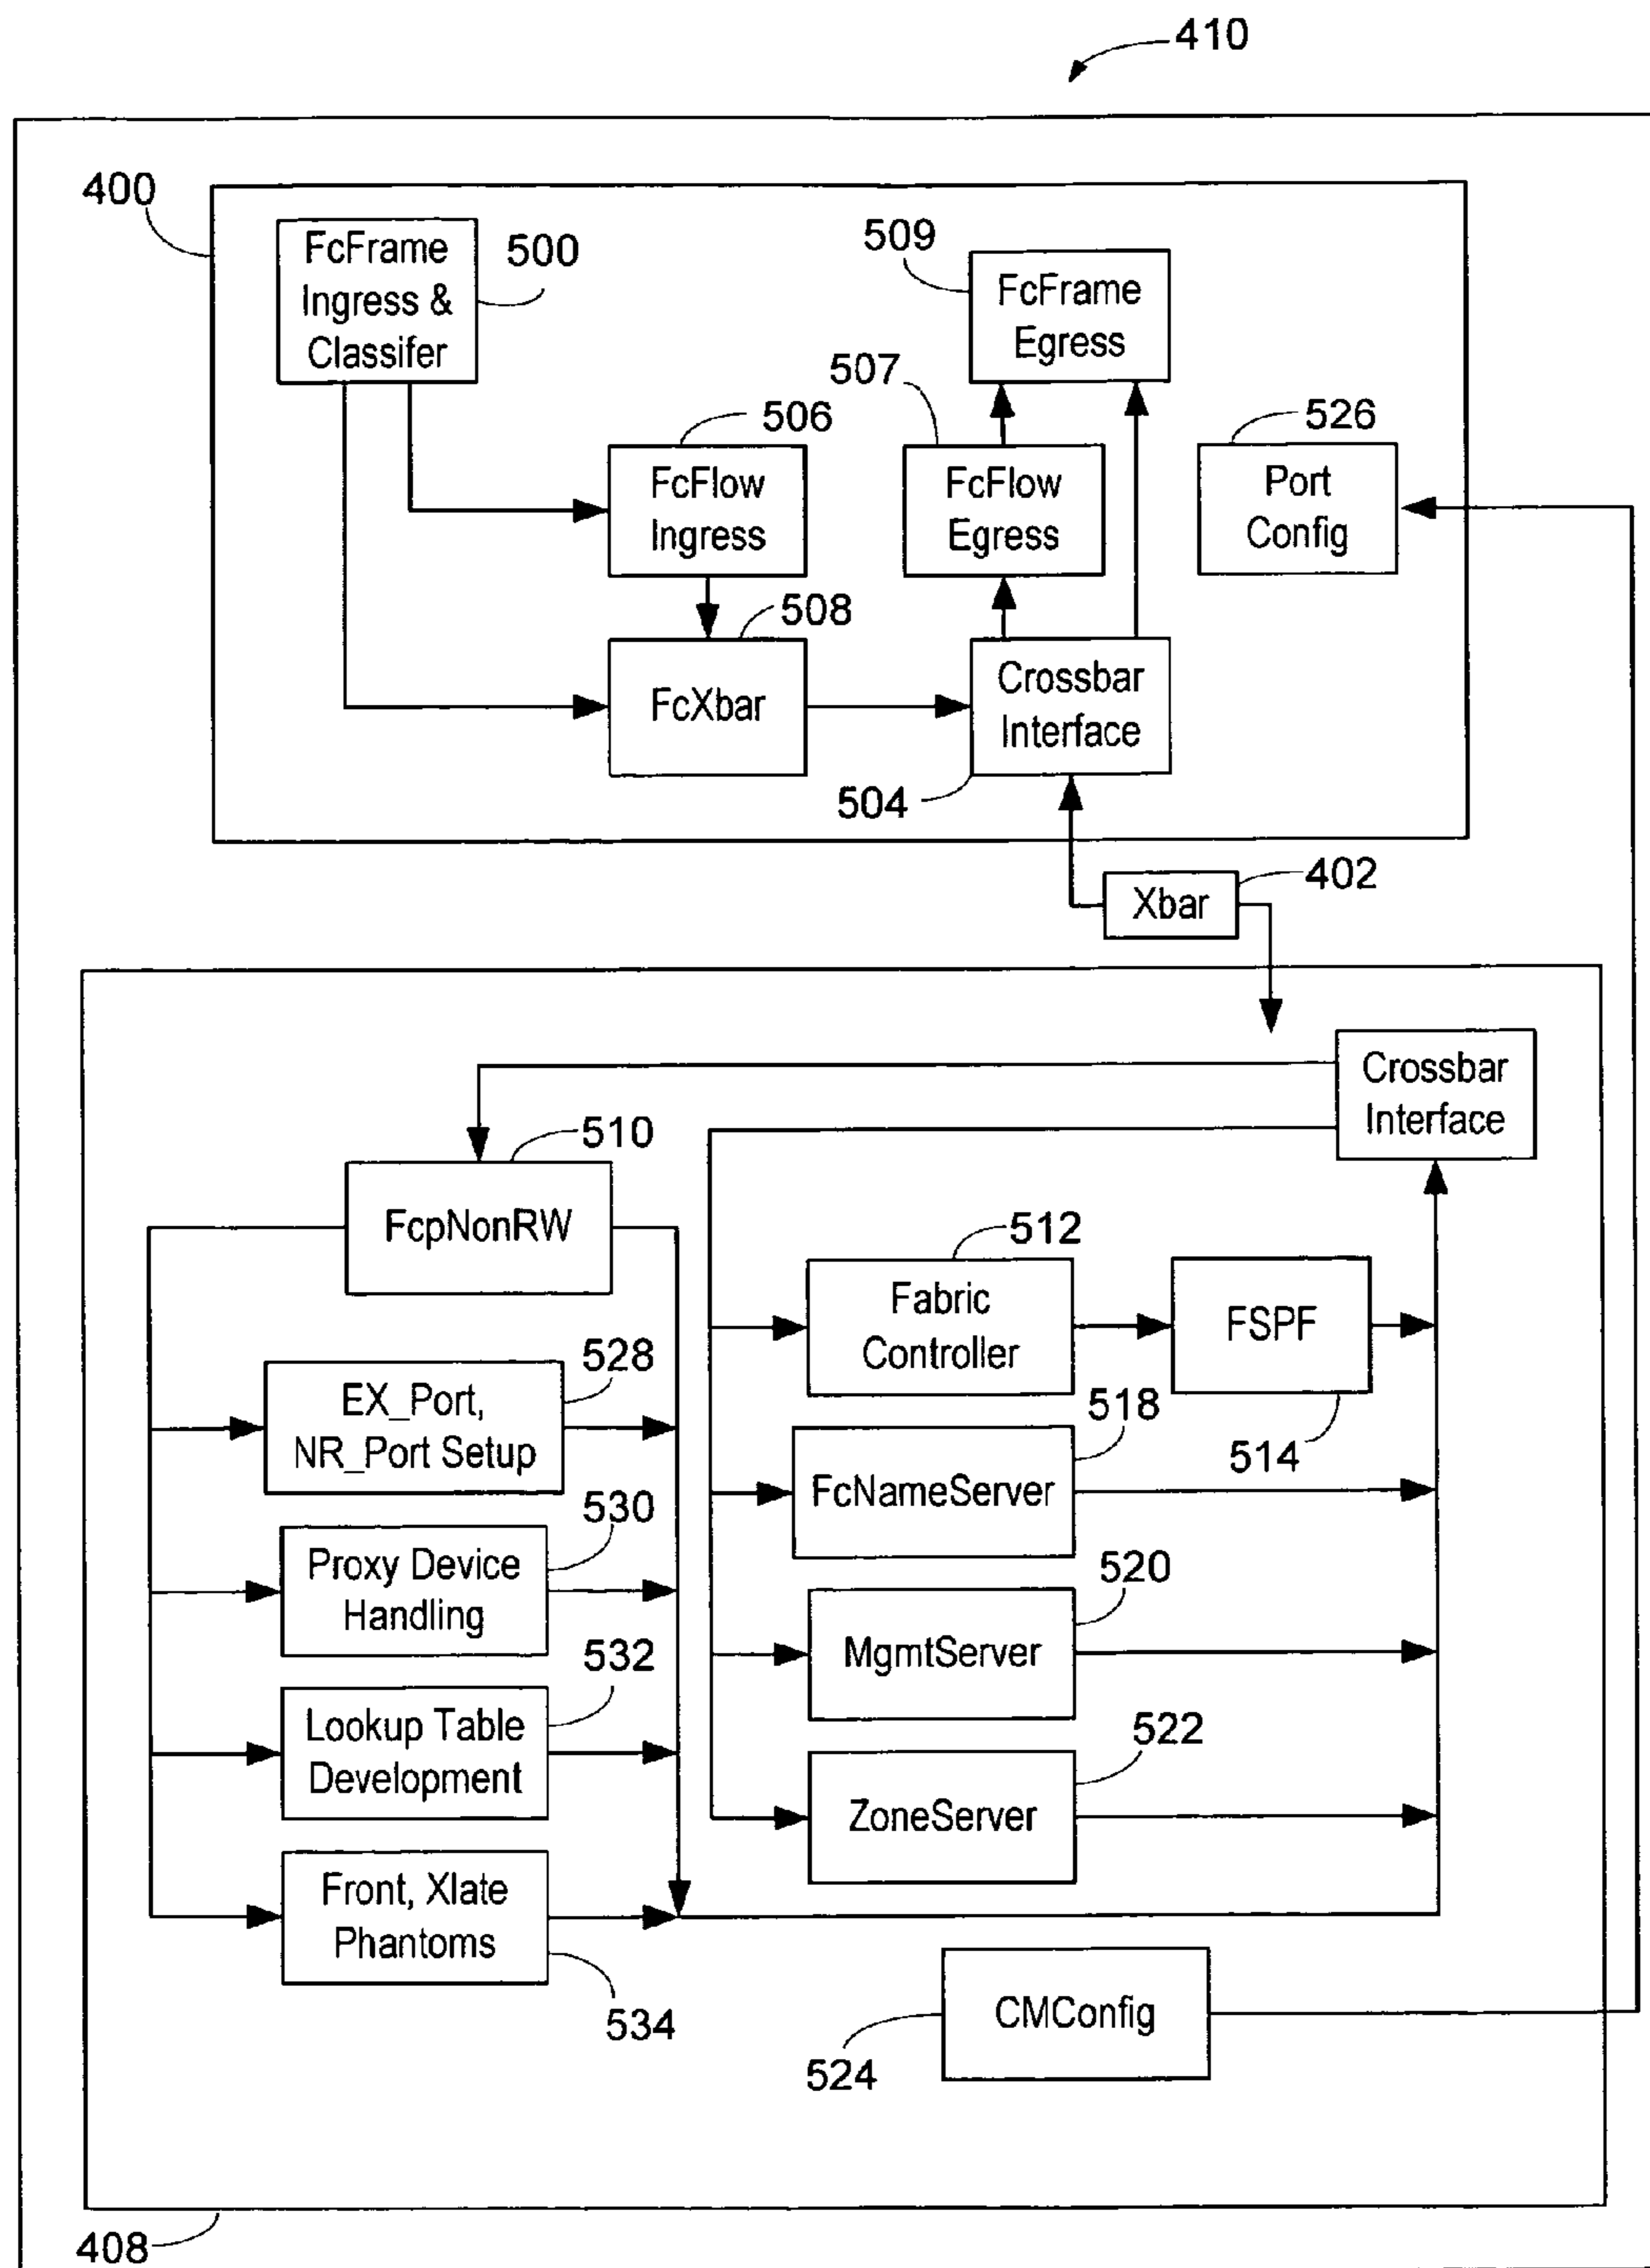 410
400
FcFrame
Ingress &
Classifer
500
509
FcFrame
Egress
507
506
526
FcFlow
Ingress
FcFlow
Egress
Port
Config
508
FcXbar
Crossbar
Interface
504
Xbar
402
Crossbar
Interface
510
FcpNonRW
512
Fabric
Controller
FSPF
514
528
EX_Port,
NR_Port Setup
518
FcNameServer
530
Proxy Device
Handling
520
MgmtServer
532
Lookup Table
Development
522
ZoneServer
Front, Xlate
Phantoms
534
CMConfig
524
408